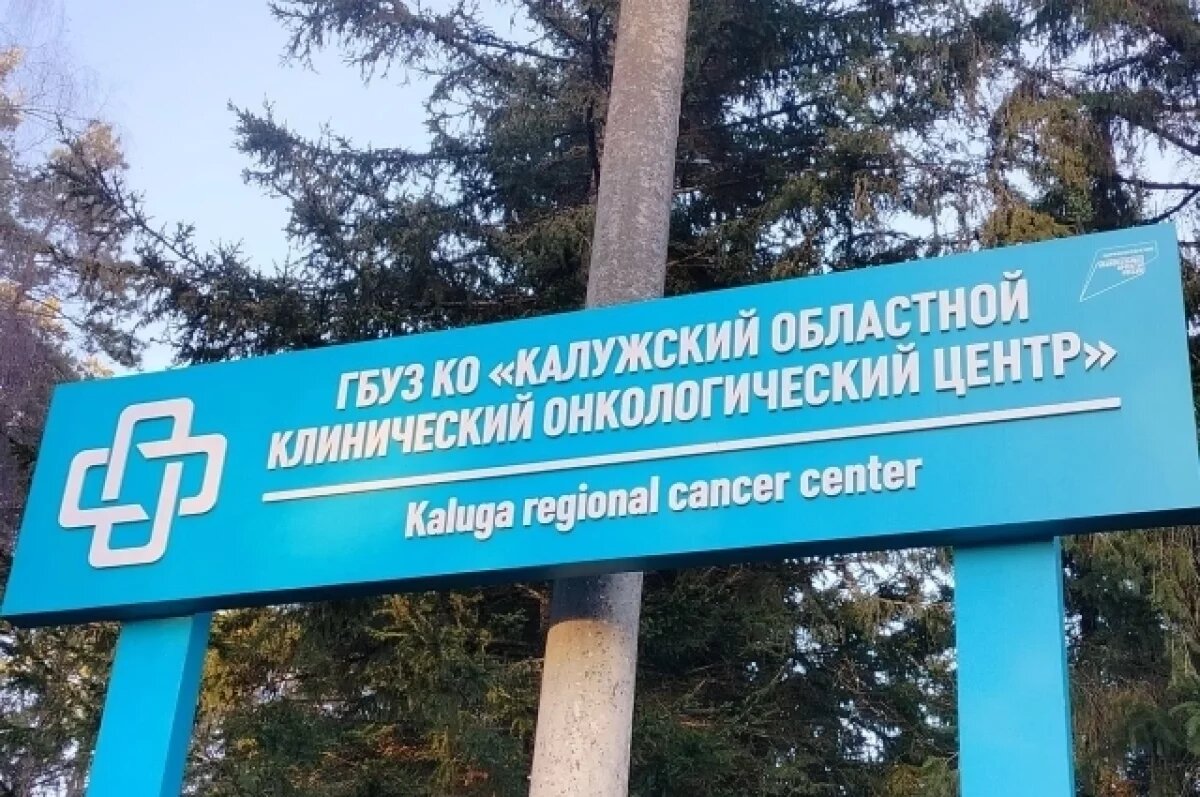 ГБУЗ КО «КАЛУЖСКИЙ ОБЛАСТНОЙ
КЛИНИЧЕСКИЙ ОНКОЛОГИЧЕСКИЙ ЦЕНТР»
Kaluga regional cancer center